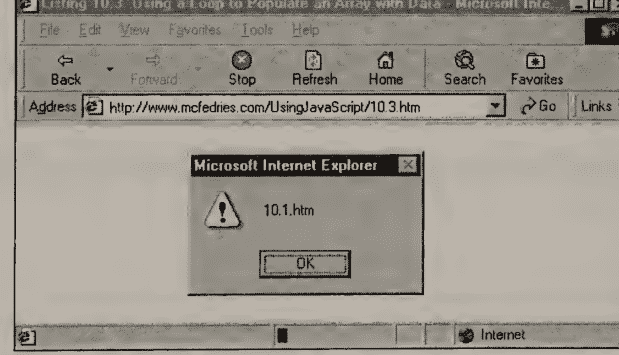 Listing 10.3. Using a Loop to Populate an Array with Data - Microsoft Inte...
File Edit View Favorites Tools Help
Back Forward Stop Refresh Home Search Favorites
Address http://www.mcfedries.com/UsingJavaScript/10.3.htm Go Links
Microsoft Internet Explorer
10.1.htm
OK
Internet